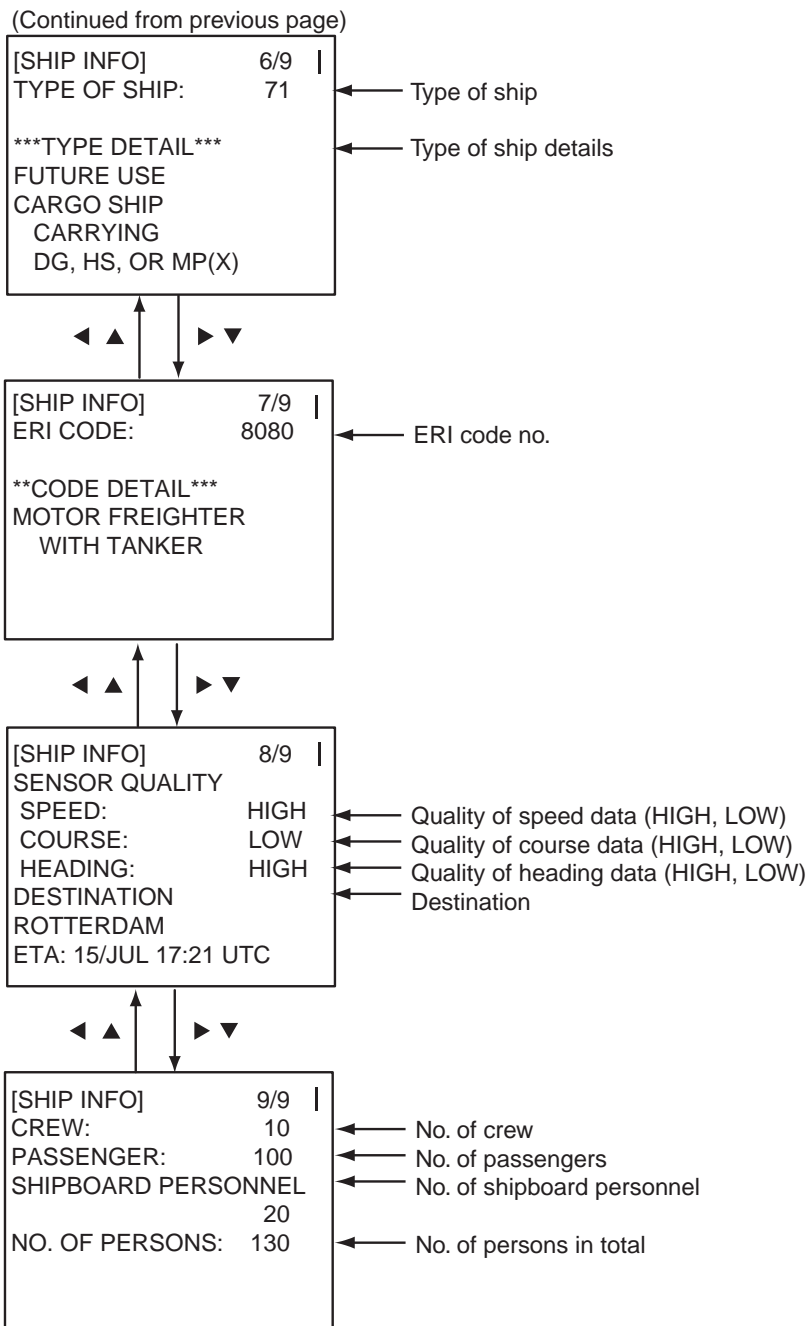 (Continued from previous page)
[SHIP INFO] 6/9
TYPE OF SHIP: 71
Type of ship
***TYPE DETAIL***
Type of ship details
FUTURE USE
CARGO SHIP
CARRYING
DG, HS, OR MP(X)
◀ ▲ ▶ ▼
[SHIP INFO] 7/9
ERI CODE: 8080
ERI code no.
**CODE DETAIL***
MOTOR FREIGHTER
WITH TANKER
◀ ▲ ▶ ▼
[SHIP INFO] 8/9
SENSOR QUALITY
SPEED: HIGH
Quality of speed data (HIGH, LOW)
COURSE: LOW
Quality of course data (HIGH, LOW)
HEADING: HIGH
Quality of heading data (HIGH, LOW)
DESTINATION
Destination
ROTTERDAM
ETA: 15/JUL 17:21 UTC
◀ ▲ ▶ ▼
[SHIP INFO] 9/9
CREW: 10
No. of crew
PASSENGER: 100
No. of passengers
SHIPBOARD PERSONNEL
No. of shipboard personnel
20
NO. OF PERSONS: 130
No. of persons in total